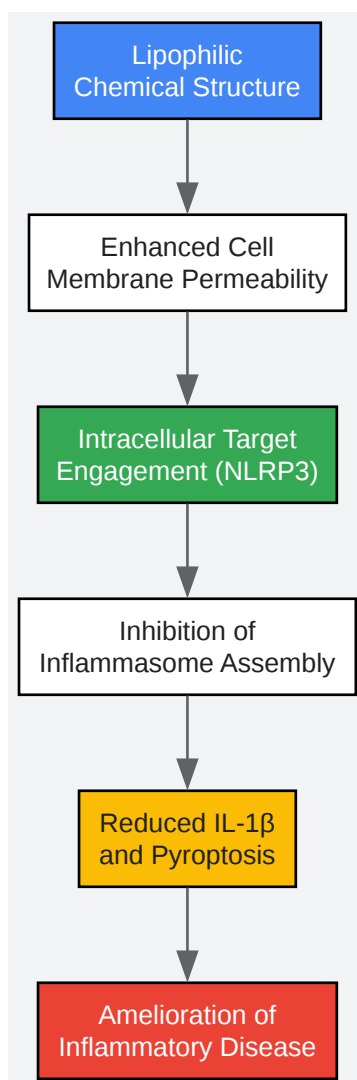 Lipophilic
Chemical Structure
Enhanced Cell
Membrane Permeability
Intracellular Target
Engagement (NLRP3)
Inhibition of
Inflammasome Assembly
Reduced IL-1β
and Pyroptosis
Amelioration of
Inflammatory Disease